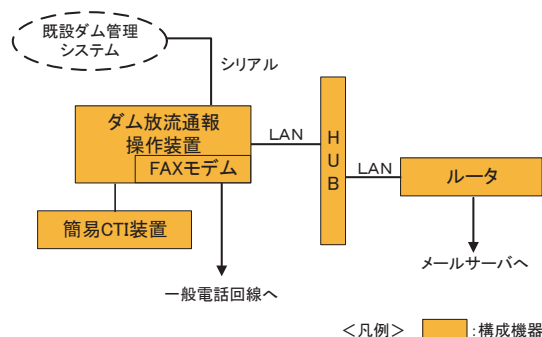 既設ダム管理
システム
シリアル
ダム放流通報
操作装置
FAXモデム
LAN
H
U
B
LAN
ルータ
簡易CTI装置
メールサーバへ
一般電話回線へ
<凡例>
:構成機器